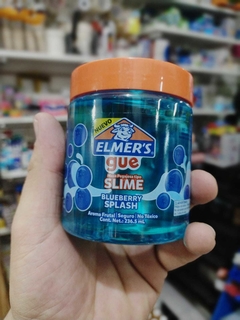 NUEVO
ELMER'S
gue
SLIME
BLUEBERRY
SPLASH
Aroma Frutal | Seguro | No Tóxico
Cont. Net.: 236.5 mL